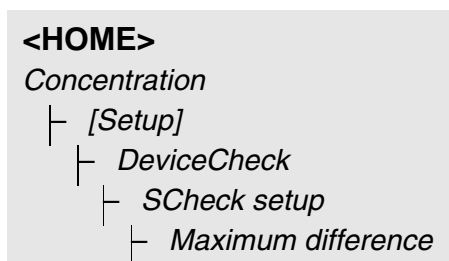 <HOME>
Concentration
[Setup]
DeviceCheck
SCheck setup
Maximum difference